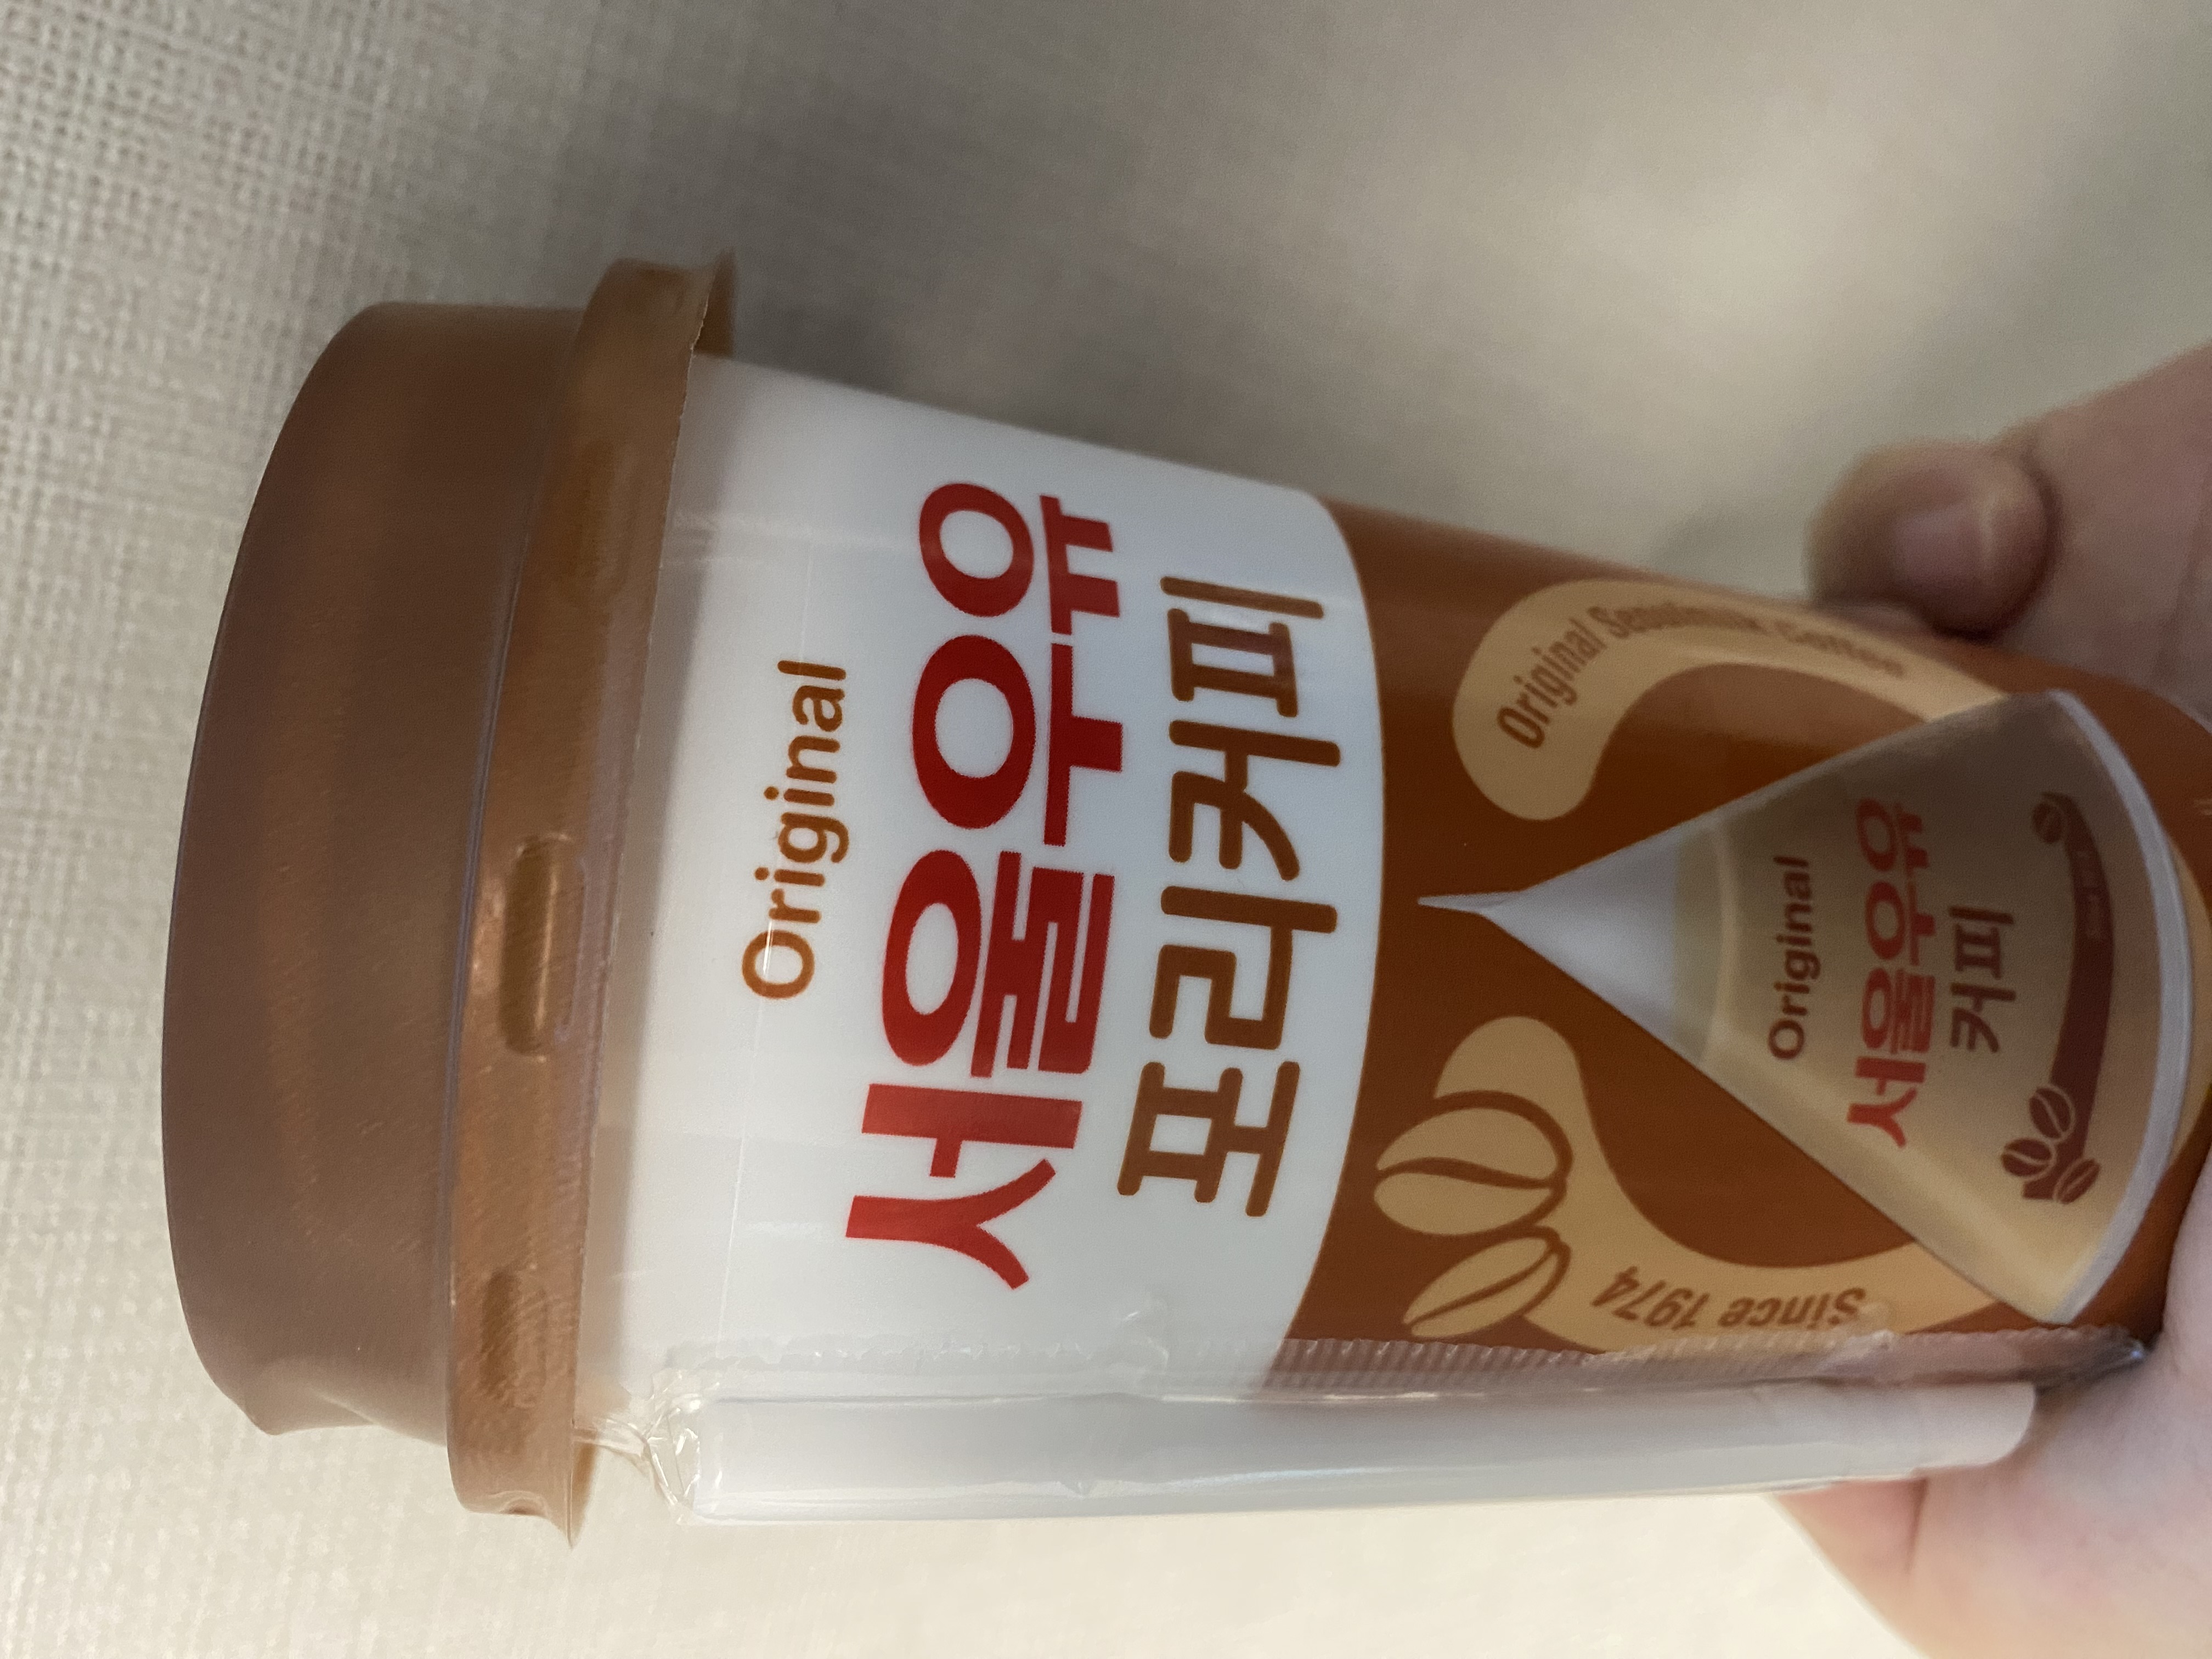 Original
서울우유
포리커피
Original Seoulmilk Coffee
Since 1974
Original
서울우유
커피